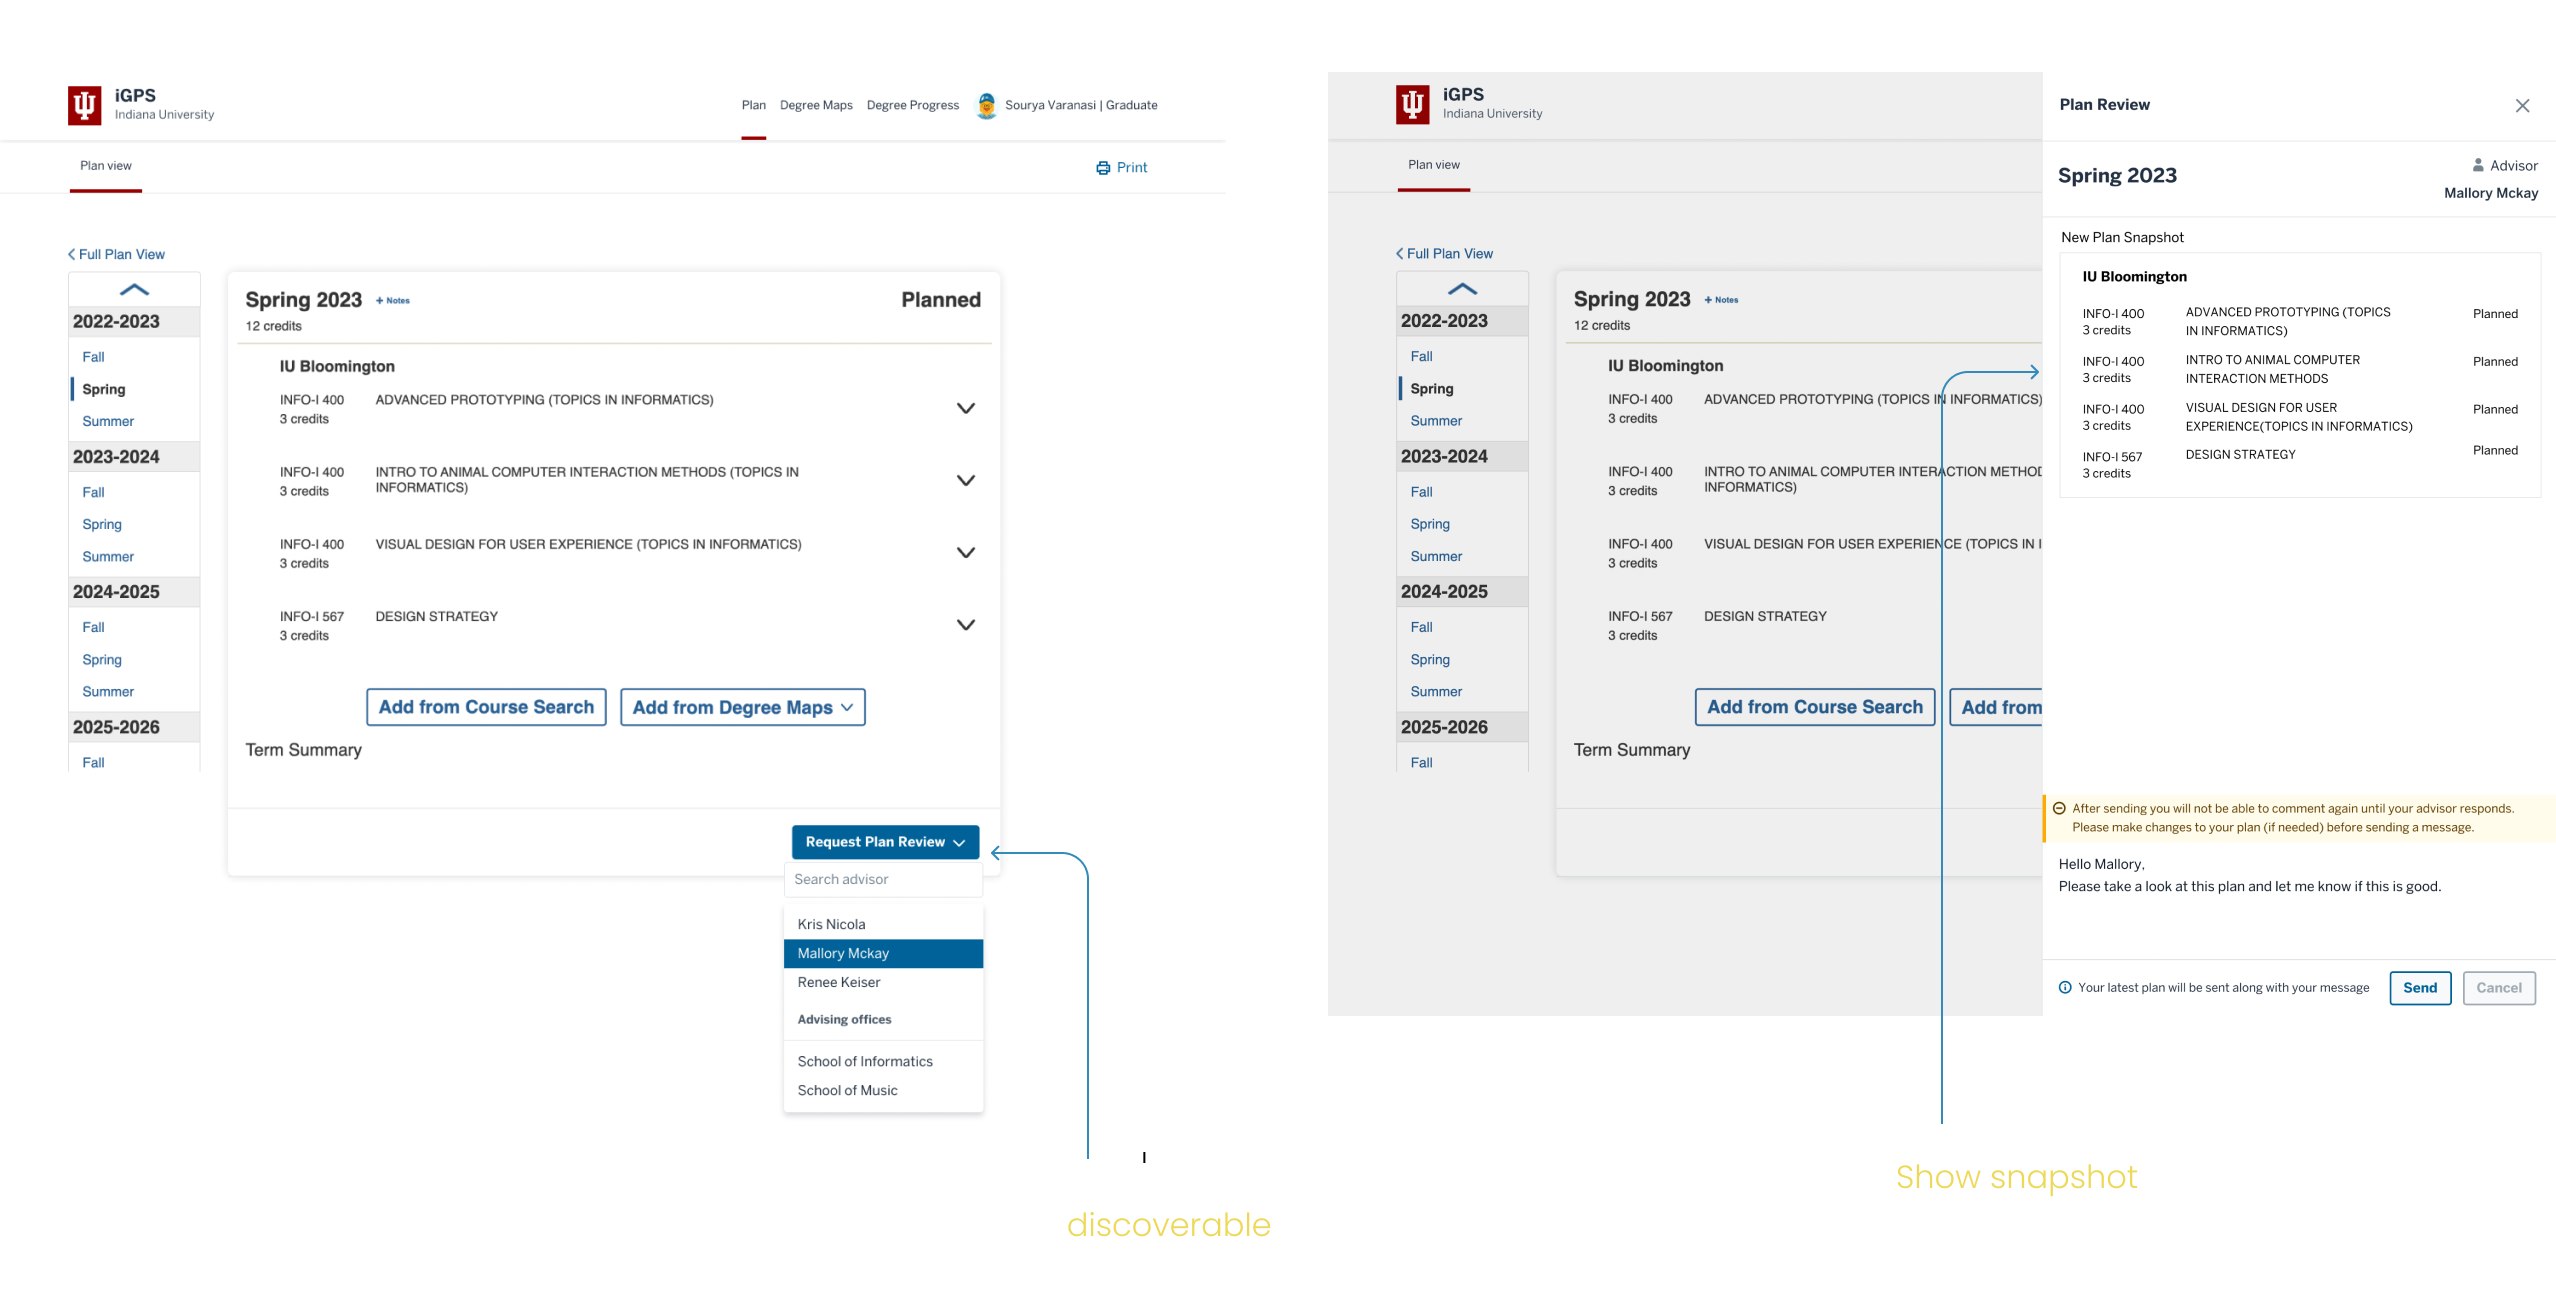 iGPS
Indiana University
Plan Degree Maps Degree Progress Sourya Varanasi | Graduate
Plan view
Print
Full Plan View
2022-2023
Fall
Spring
Summer
2023-2024
Fall
Spring
Summer
2024-2025
Fall
Spring
Summer
2025-2026
Fall
Spring 2023 + Notes
Planned
12 credits
IU Bloomington
INFO-I 400 ADVANCED PROTOTYPING (TOPICS IN INFORMATICS)
3 credits
INFO-I 400 INTRO TO ANIMAL COMPUTER INTERACTION METHODS (TOPICS IN
3 credits INFORMATICS)
INFO-I 400 VISUAL DESIGN FOR USER EXPERIENCE (TOPICS IN INFORMATICS)
3 credits
INFO-I 567 DESIGN STRATEGY
3 credits
Add from Course Search Add from Degree Maps
Term Summary
Request Plan Review
Search advisor
Kris Nicola
Mallory Mckay
Renee Keiser
Advising offices
School of Informatics
School of Music
discoverable
iGPS
Indiana University
Plan view
Full Plan View
2022-2023
Fall
Spring
Summer
2023-2024
Fall
Spring
Summer
2024-2025
Fall
Spring
Summer
2025-2026
Fall
Spring 2023 + Notes
12 credits
IU Bloomington
INFO-I 400 ADVANCED PROTOTYPING (TOPICS IN INFORMATICS)
3 credits
INFO-I 400 INTRO TO ANIMAL COMPUTER INTERACTION METHOD
3 credits INFORMATICS)
INFO-I 400 VISUAL DESIGN FOR USER EXPERIENCE (TOPICS IN I
3 credits
INFO-I 567 DESIGN STRATEGY
3 credits
Add from Course Search Add from
Term Summary
Plan Review
Spring 2023
Advisor
Mallory Mckay
New Plan Snapshot
IU Bloomington
INFO-I 400 ADVANCED PROTOTYPING (TOPICS Planned
3 credits IN INFORMATICS)
INFO-I 400 INTRO TO ANIMAL COMPUTER Planned
3 credits INTERACTION METHODS
INFO-I 400 VISUAL DESIGN FOR USER Planned
3 credits EXPERIENCE(TOPICS IN INFORMATICS)
INFO-I 567 DESIGN STRATEGY Planned
3 credits
After sending you will not be able to comment again until your advisor responds.
Please make changes to your plan (if needed) before sending a message.
Hello Mallory,
Please take a look at this plan and let me know if this is good.
Your latest plan will be sent along with your message Send Cancel
Show snapshot